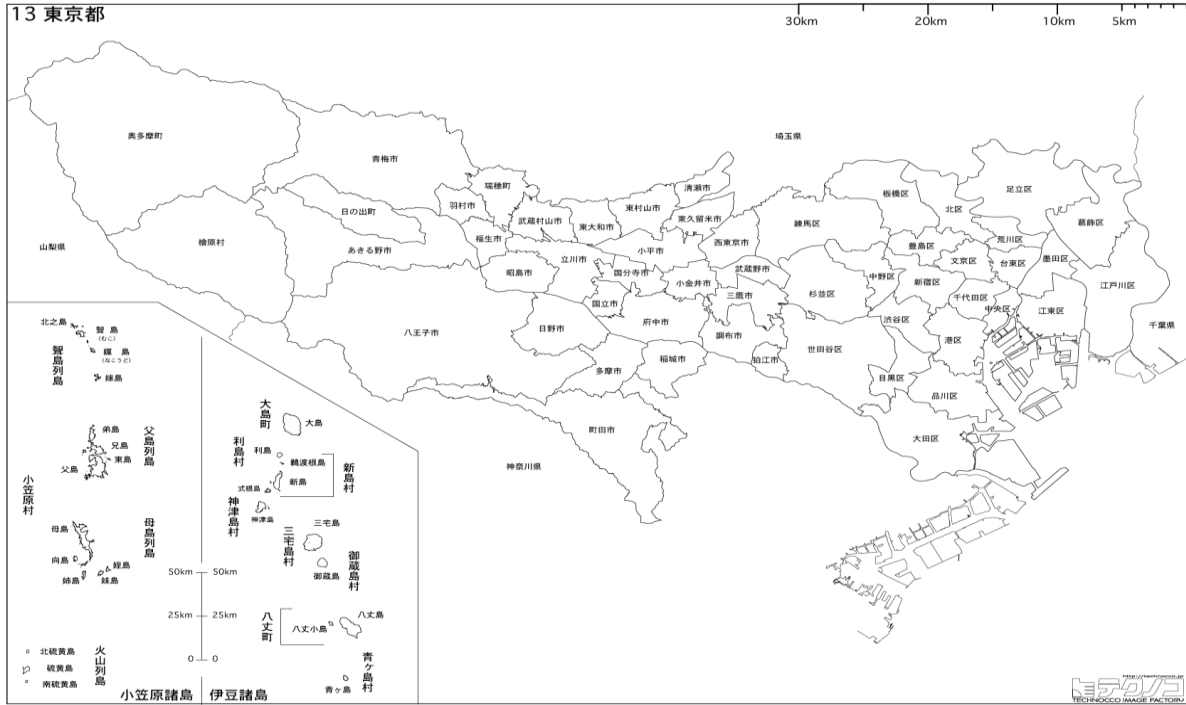 13 東京都
30km
20km
10km
5km
奥多摩町
青梅市
埼玉県
瑞穂町
清瀬市
板橋区
足立区
日の出町
羽村市
武蔵村山市
東大和市
東村山市
東久留米市
練馬区
北区
葛飾区
山梨県
檜原村
あきる野市
福生市
昭島市
立川市
小平市
国分寺市
西東京市
武蔵野市
豊島区
荒川区
文京区
台東区
墨田区
江戸川区
小金井市
三鷹市
杉並区
中野区
新宿区
千代田区
中央区
江東区
千葉県
八王子市
日野市
国立市
府中市
調布市
狛江市
世田谷区
渋谷区
港区
多摩市
稲城市
目黒区
品川区
町田市
大田区
神奈川県
北之島
聟島
(むこ)
媒島
(なこうど)
嫁島
聟島列島
弟島
兄島
東島
父島
父島列島
小笠原村
母島
母島列島
向島
姉島
妹島
姪島
北硫黄島
硫黄島
南硫黄島
火山列島
小笠原諸島
50km
50km
25km
25km
0
0
伊豆諸島
大島町
大島
利島村
利島
鵜渡根島
新島
式根島
新島村
神津島村
神津島
三宅島村
三宅島
御蔵島村
御蔵島
八丈町
八丈小島
八丈島
青ヶ島村
青ヶ島
http://technocco.jp
テクノコ
TECHNOCCO IMAGE FACTORY